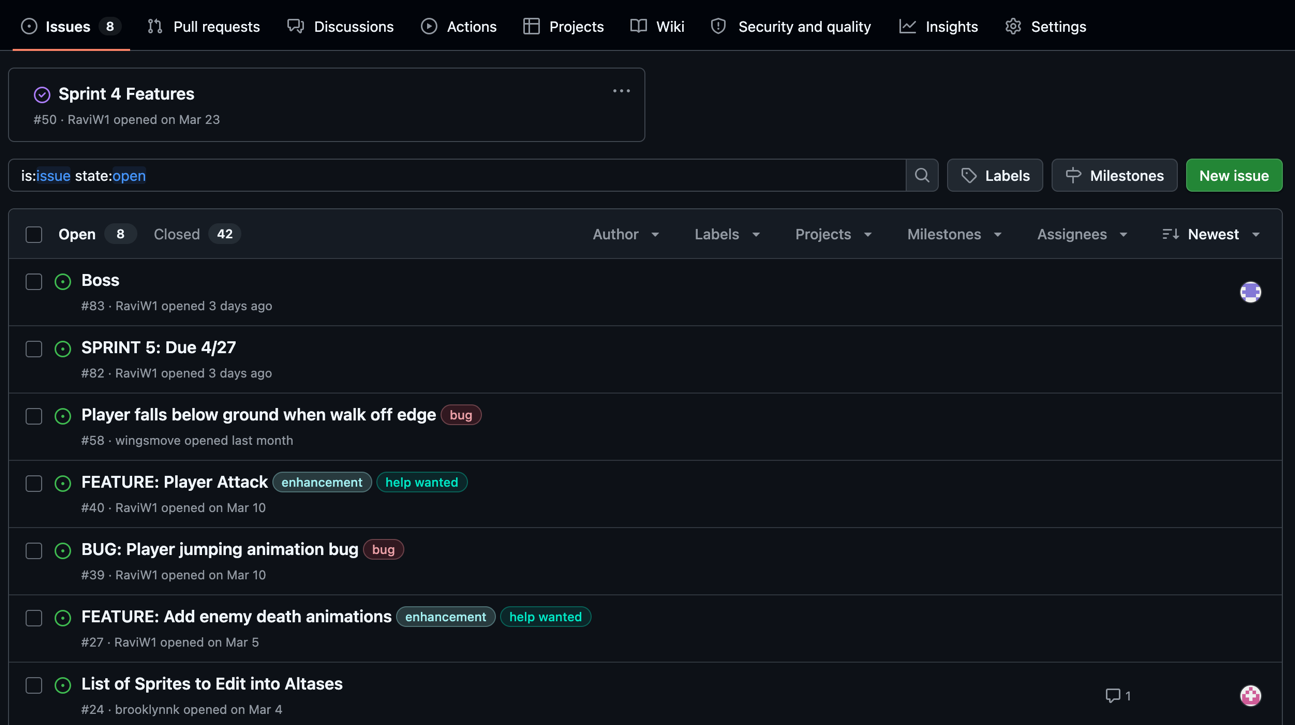 Issues 8 Pull requests Discussions Actions Projects Wiki Security and quality Insights Settings
Sprint 4 Features
#50 · RaviW1 opened on Mar 23
is:issue state:open Labels Milestones New issue
Open 8 Closed 42 Author Labels Projects Milestones Assignees Newest
Boss
#83 · RaviW1 opened 3 days ago
SPRINT 5: Due 4/27
#82 · RaviW1 opened 3 days ago
Player falls below ground when walk off edge bug
#58 · wingsmove opened last month
FEATURE: Player Attack enhancement help wanted
#40 · RaviW1 opened on Mar 10
BUG: Player jumping animation bug bug
#39 · RaviW1 opened on Mar 10
FEATURE: Add enemy death animations enhancement help wanted
#27 · RaviW1 opened on Mar 5
List of Sprites to Edit into Altases 1
#24 · brooklynnk opened on Mar 4